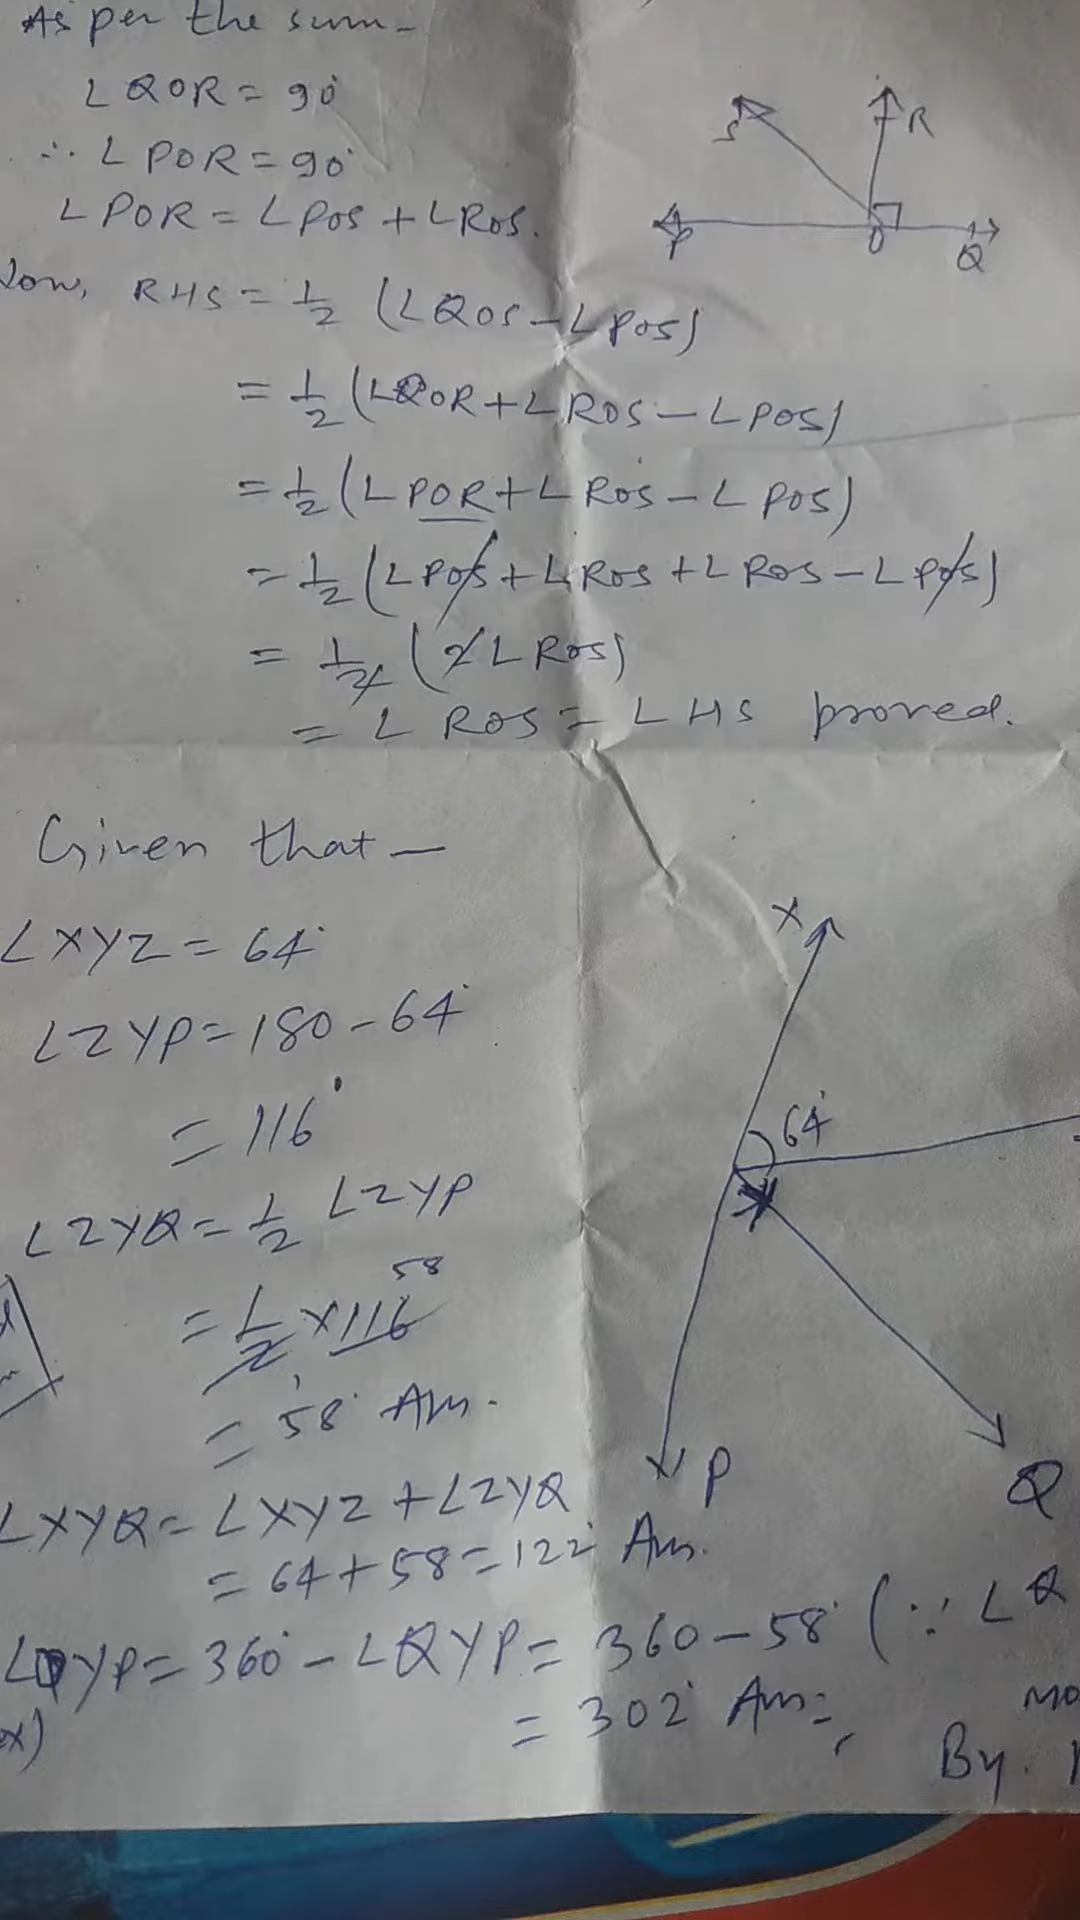 As per the sum-
∠QOR = 90°
∴ ∠POR = 90°
∠POR = ∠POS + ∠ROS.
Now, RHS = 1/2 (∠QOS - ∠POS)
= 1/2 (∠QOR + ∠ROS - ∠POS)
= 1/2 (∠POR + ∠ROS - ∠POS)
= 1/2 (∠POS + ∠ROS + ∠ROS - ∠POS)
= 1/2 (2∠ROS)
= ∠ROS = LHS proved.
S
R
P
O
Q
Given that —
∠XYZ = 64°
∠ZYP = 180 - 64°
= 116°
∠ZYQ = 1/2 ∠ZYP
58
= 1/2 × 116
= 58° Ans.
∠XYQ = ∠XYZ + ∠ZYQ
= 64 + 58 = 122° Ans.
∠QYP = 360° - ∠QYP = 360 - 58° (∵ ∠Q
= 302° Ans
By.
X
64°
P
Q